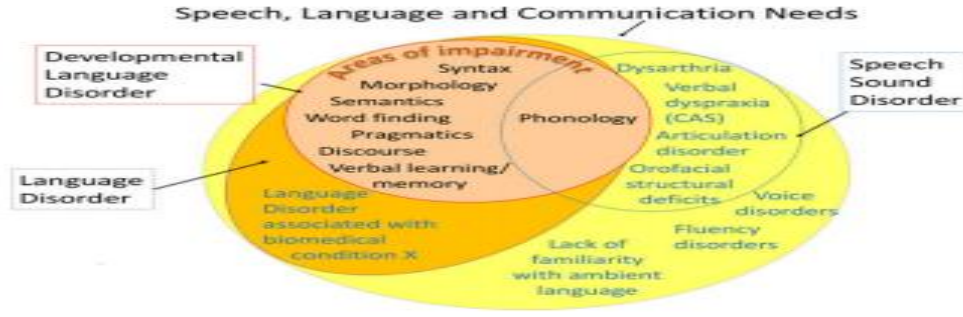 Speech, Language and Communication Needs
Developmental
Language
Disorder
Areas of impairment
Syntax
Morphology
Semantics
Word finding
Pragmatics
Discourse
Verbal learning/
memory
Phonology
Dysarthria
Verbal
dyspraxia
(CAS)
Articulation
disorder
Orofacial
structural
deficits
Speech
Sound
Disorder
Language
Disorder
Language
Disorder
associated with
biomedical
condition X
Voice
disorders
Fluency
disorders
Lack of
familiarity
with ambient
language